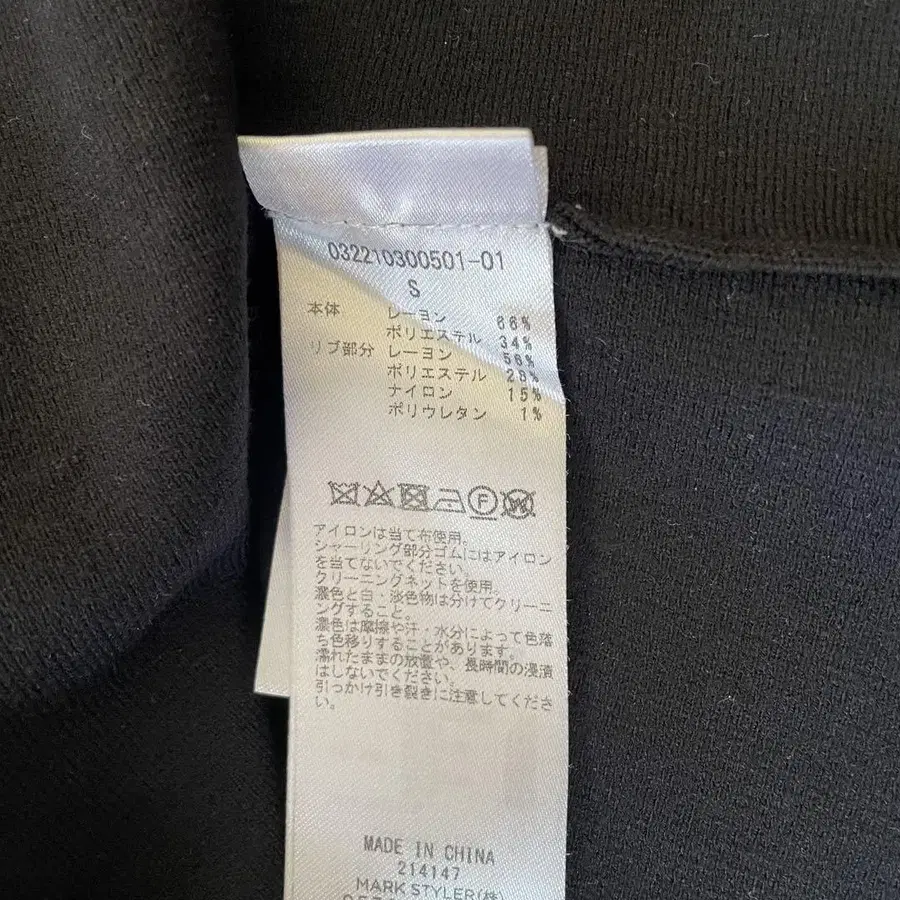 032210300501-01
S
本体 レーヨン 66%
ポリエステル 34%
リブ部分 レーヨン 56%
ポリエステル 28%
ナイロン 15%
ポリウレタン 1%
F W
アイロンは当て布使用。
シャーリング部分ゴムにはアイロン
を当てないでください。
クリーニングネットを使用。
濃色と白・淡色物は分けてクリーニ
ングすること。
濃色は摩擦や汗・水分によって色落
ち色移りすることがあります。
濡れたままの放置や、長時間の浸漬
はしないでください。
引っかけ引き裂きに注意してくださ
い。
MADE IN CHINA
214147
MARK STYLER(株)